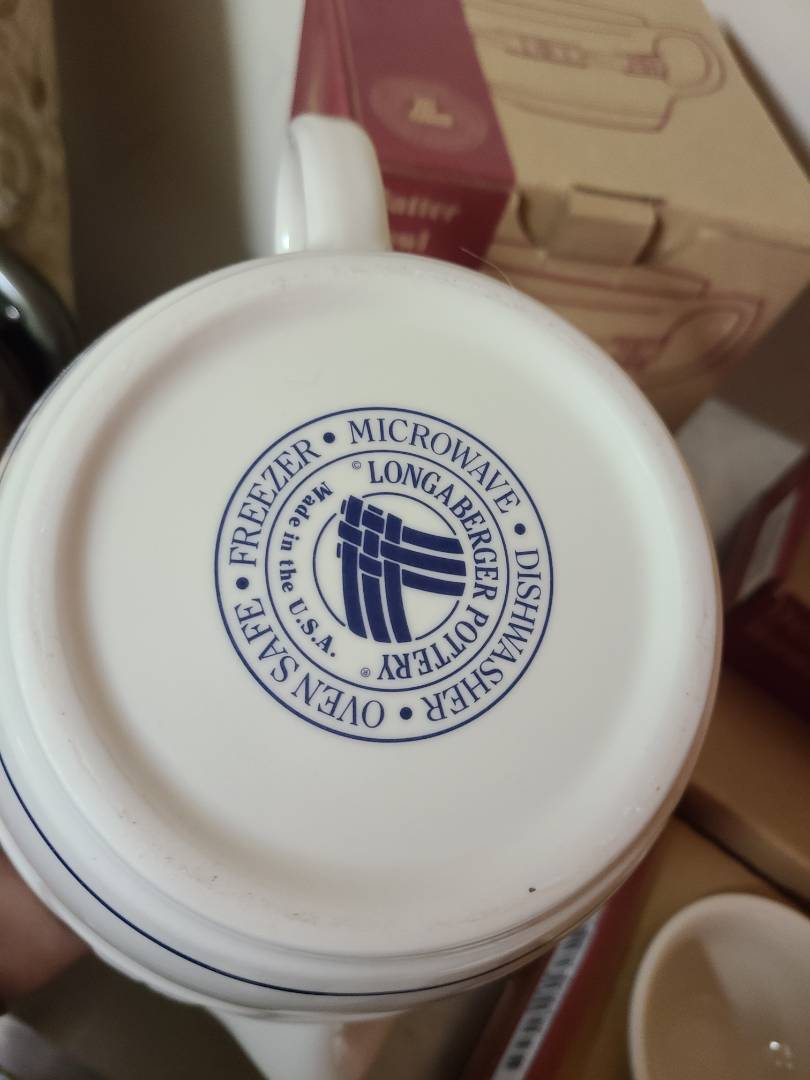 MICROWAVE • DISHWASHER • OVEN SAFE • FREEZER •
© LONGABERGER POTTERY ®
Made in the U.S.A.